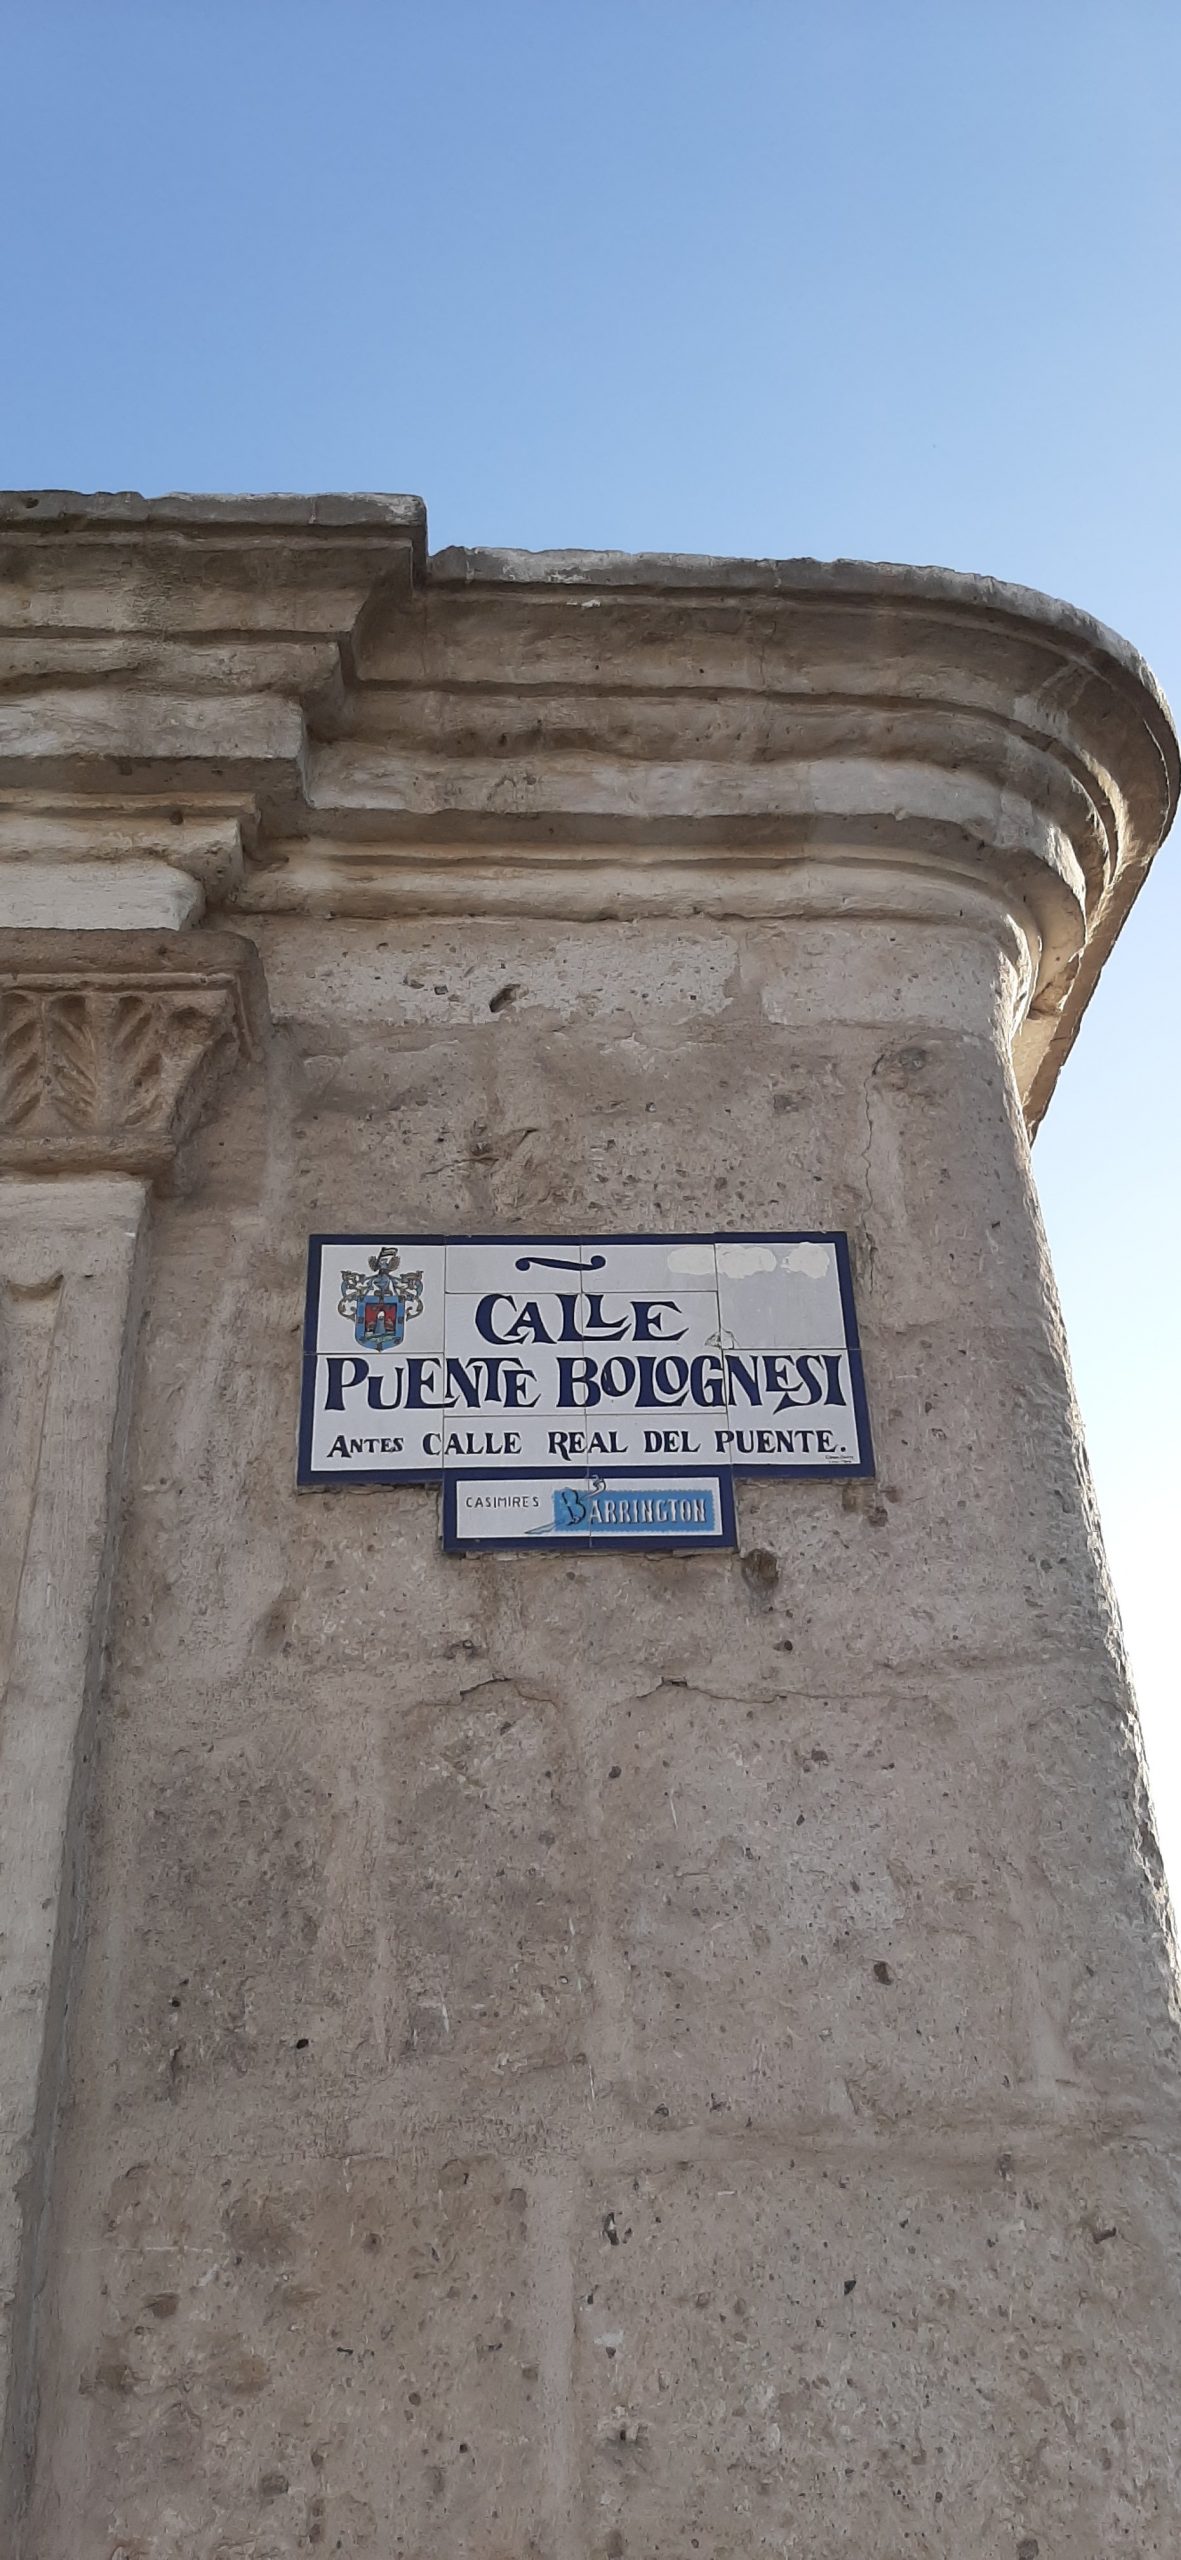 CALLE
PUENTE BOLOGNESI
ANTES CALLE REAL DEL PUENTE.
CASIMIRES BARRINGTON